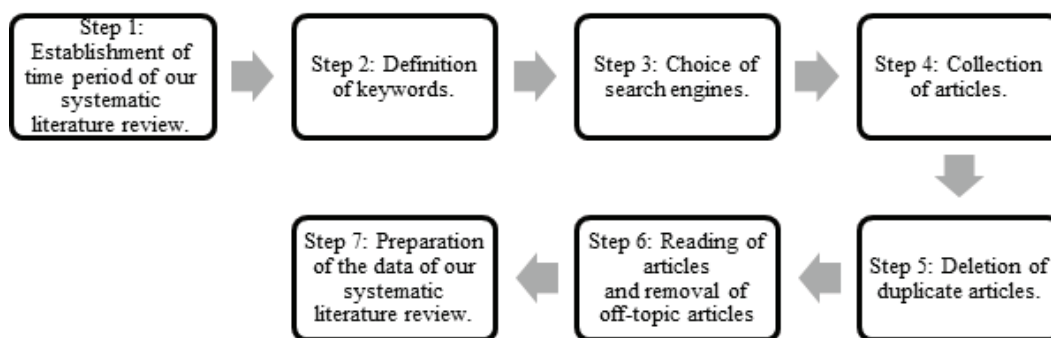 Step 1:
Establishment of
time period of our
systematic
literature review.
Step 2: Definition
of keywords.
Step 3: Choice of
search engines.
Step 4: Collection
of articles.
Step 5: Deletion of
duplicate articles.
Step 6: Reading of
articles
and removal of
off-topic articles
Step 7: Preparation
of the data of our
systematic
literature review.